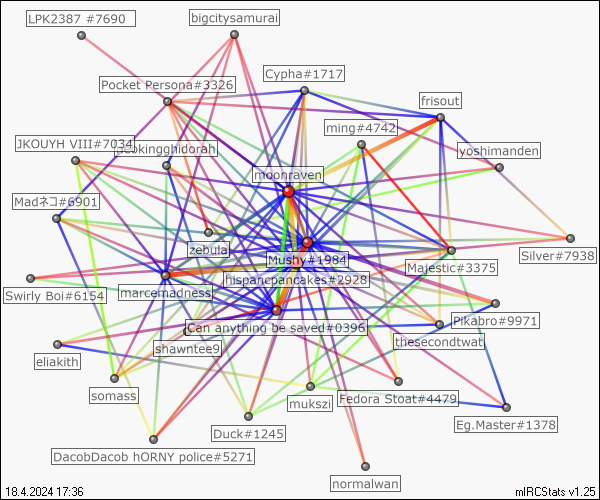 LPK2387 #7690
bigcitysamurai
Cypha#1717
Pocket Persona#3326
frisout
ming#4742
JKOUYH VIII#7034
yoshimanden
moonraven
Madネコ#6901
zebula
Silver#7938
Mushy#1984
Majestic#3375
hispancpancakes#2928
Swirly Boi#6154
marcemadness
Pikabro#9971
Can anything be saved#0396
thesecondtwat
shawntee9
eliakith
somass
mukszi
Fedora Stoat#4479
Eg.Master#1378
Duck#1245
DacobDacob hORNY police#5271
normalwan
18.4.2024 17:36
mIRCStats v1.25